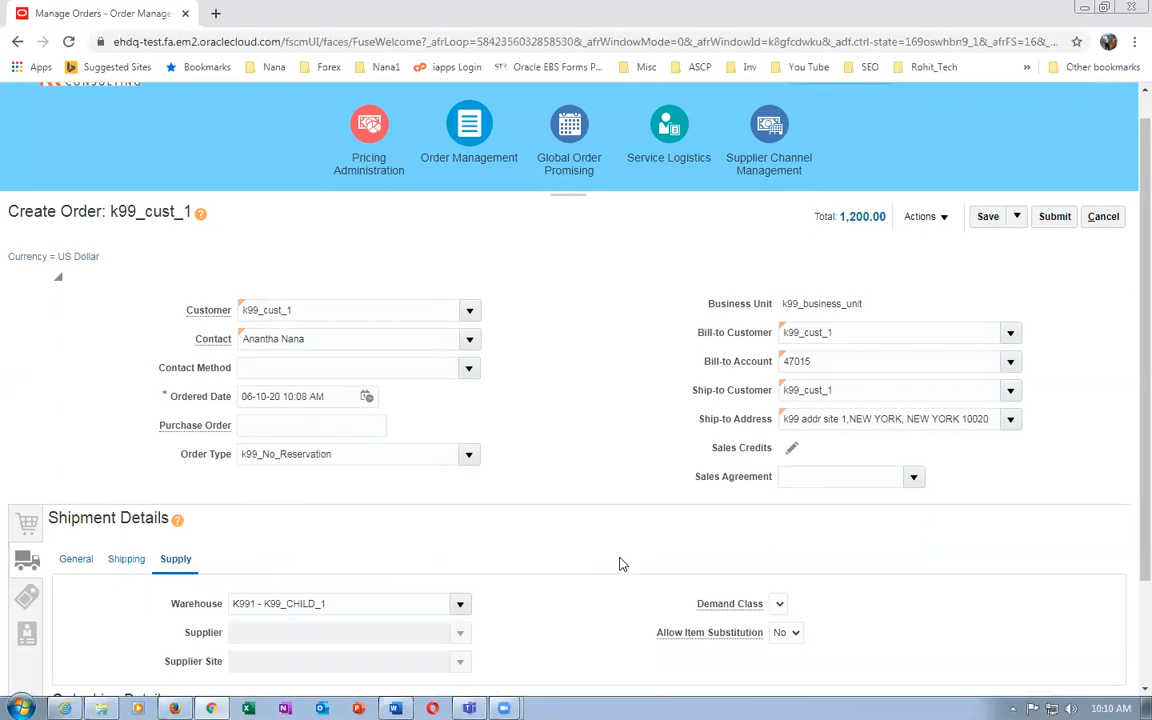 Manage Orders - Order Manage
ehdq-test.fa.em2.oraclecloud.com/fscmUI/faces/FuseWelcome?_afrLoop=58423560328585 30&_afrWindowMode=0&_afrWindowId=k8gfcdwku&_adf.ctrl-state=169oswhbn9_1&_afrFS=16&_...
Apps Suggested Sites Bookmarks Nana Forex Nana1 iapps Login Oracle EBS Forms P... Misc ASCP Inv You Tube SEO Rohit_Tech » Other bookmarks
CONSULTING
Pricing Administration
Order Management
Global Order Promising
Service Logistics
Supplier Channel Management
Create Order: k99_cust_1 ?
Total: 1,200.00 Actions Save Submit Cancel
Currency = US Dollar
Customer k99_cust_1
Contact Anantha Nana
Contact Method
* Ordered Date 06-10-20 10:08 AM
Purchase Order
Order Type k99_No_Reservation
Business Unit k99_business_unit
Bill-to Customer k99_cust_1
Bill-to Account 47015
Ship-to Customer k99_cust_1
Ship-to Address k99 addr site 1,NEW YORK, NEW YORK 10020
Sales Credits
Sales Agreement
Shipment Details ?
General Shipping Supply
Warehouse K991 - K99_CHILD_1
Supplier
Supplier Site
Demand Class
Allow Item Substitution No
10:10 AM